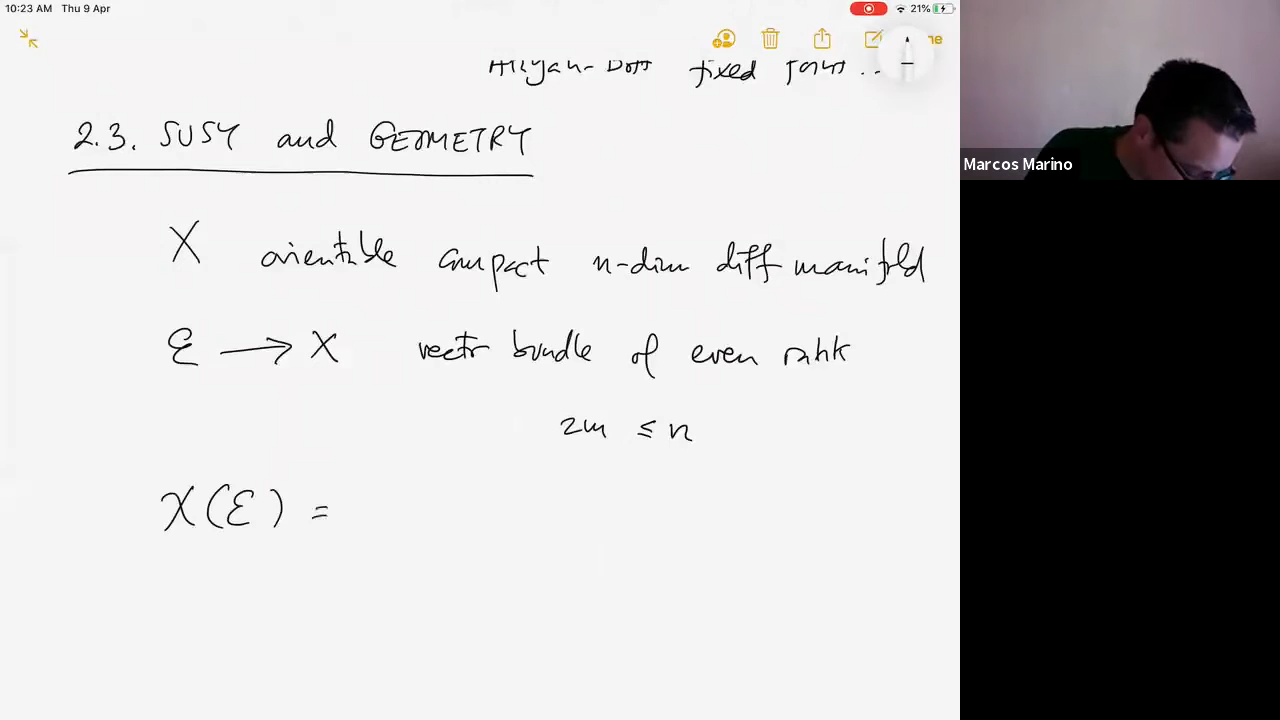 10:23 AM Thu 9 Apr
21%
fixed
2.3. SUSY and GEOMETRY
X orientable compact n-dim diff manifold
Marcos Marino
ℰ → X vector bundle of even rank
2m ≤ n
χ(ℰ) =